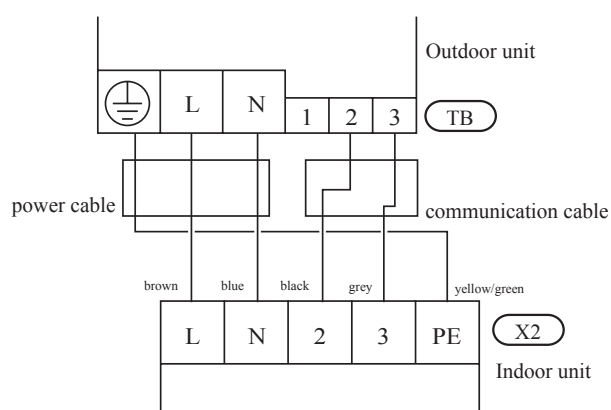 Outdoor unit
L N 1 2 3 TB
power cable
communication cable
brown blue black grey yellow/green
L N 2 3 PE X2
Indoor unit